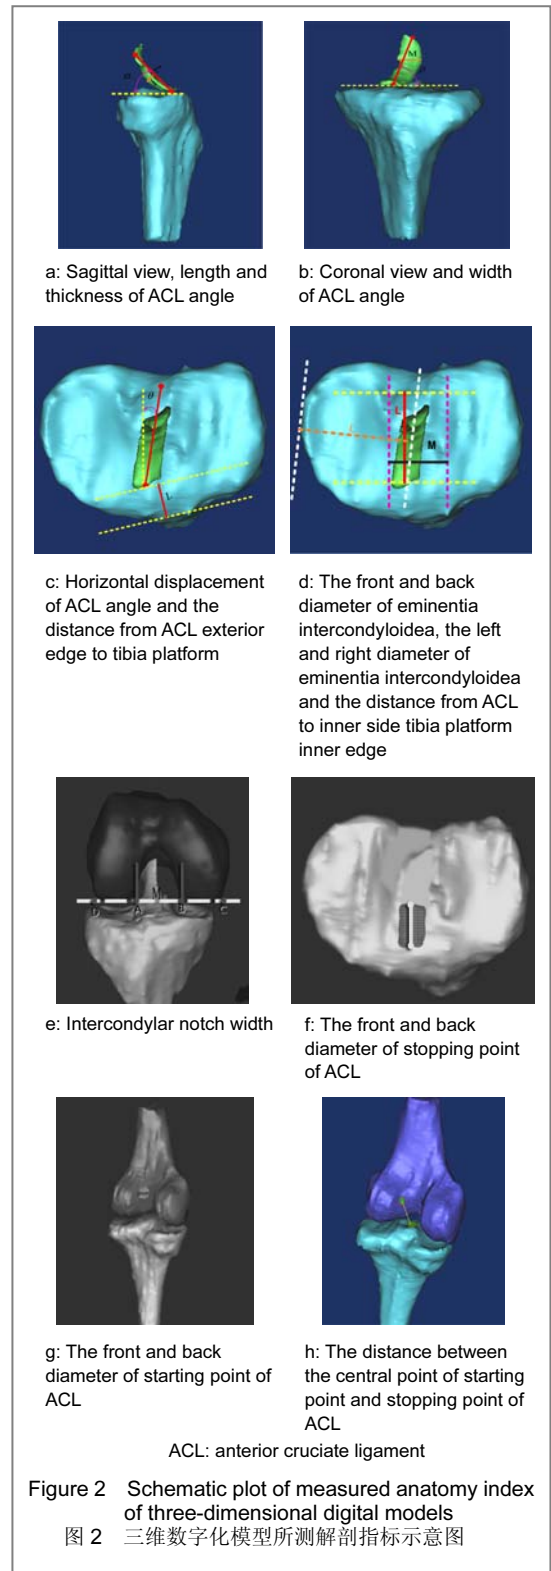 a: Sagittal view, length and
thickness of ACL angle
b: Coronal view and width
of ACL angle
M
θ
L
L
M
c: Horizontal displacement
of ACL angle and the
distance from ACL exterior
edge to tibia platform
d: The front and back
diameter of eminentia
intercondyloidea, the left
and right diameter of
eminentia intercondyloidea
and the distance from ACL
to inner side tibia platform
inner edge
M
D A B C
e: Intercondylar notch width
f: The front and back
diameter of stopping point
of ACL
g: The front and back
diameter of starting point of
ACL
h: The distance between
the central point of starting
point and stopping point of
ACL
ACL: anterior cruciate ligament
Figure 2 Schematic plot of measured anatomy index
of three-dimensional digital models
图 2 三维数字化模型所测解剖指标示意图